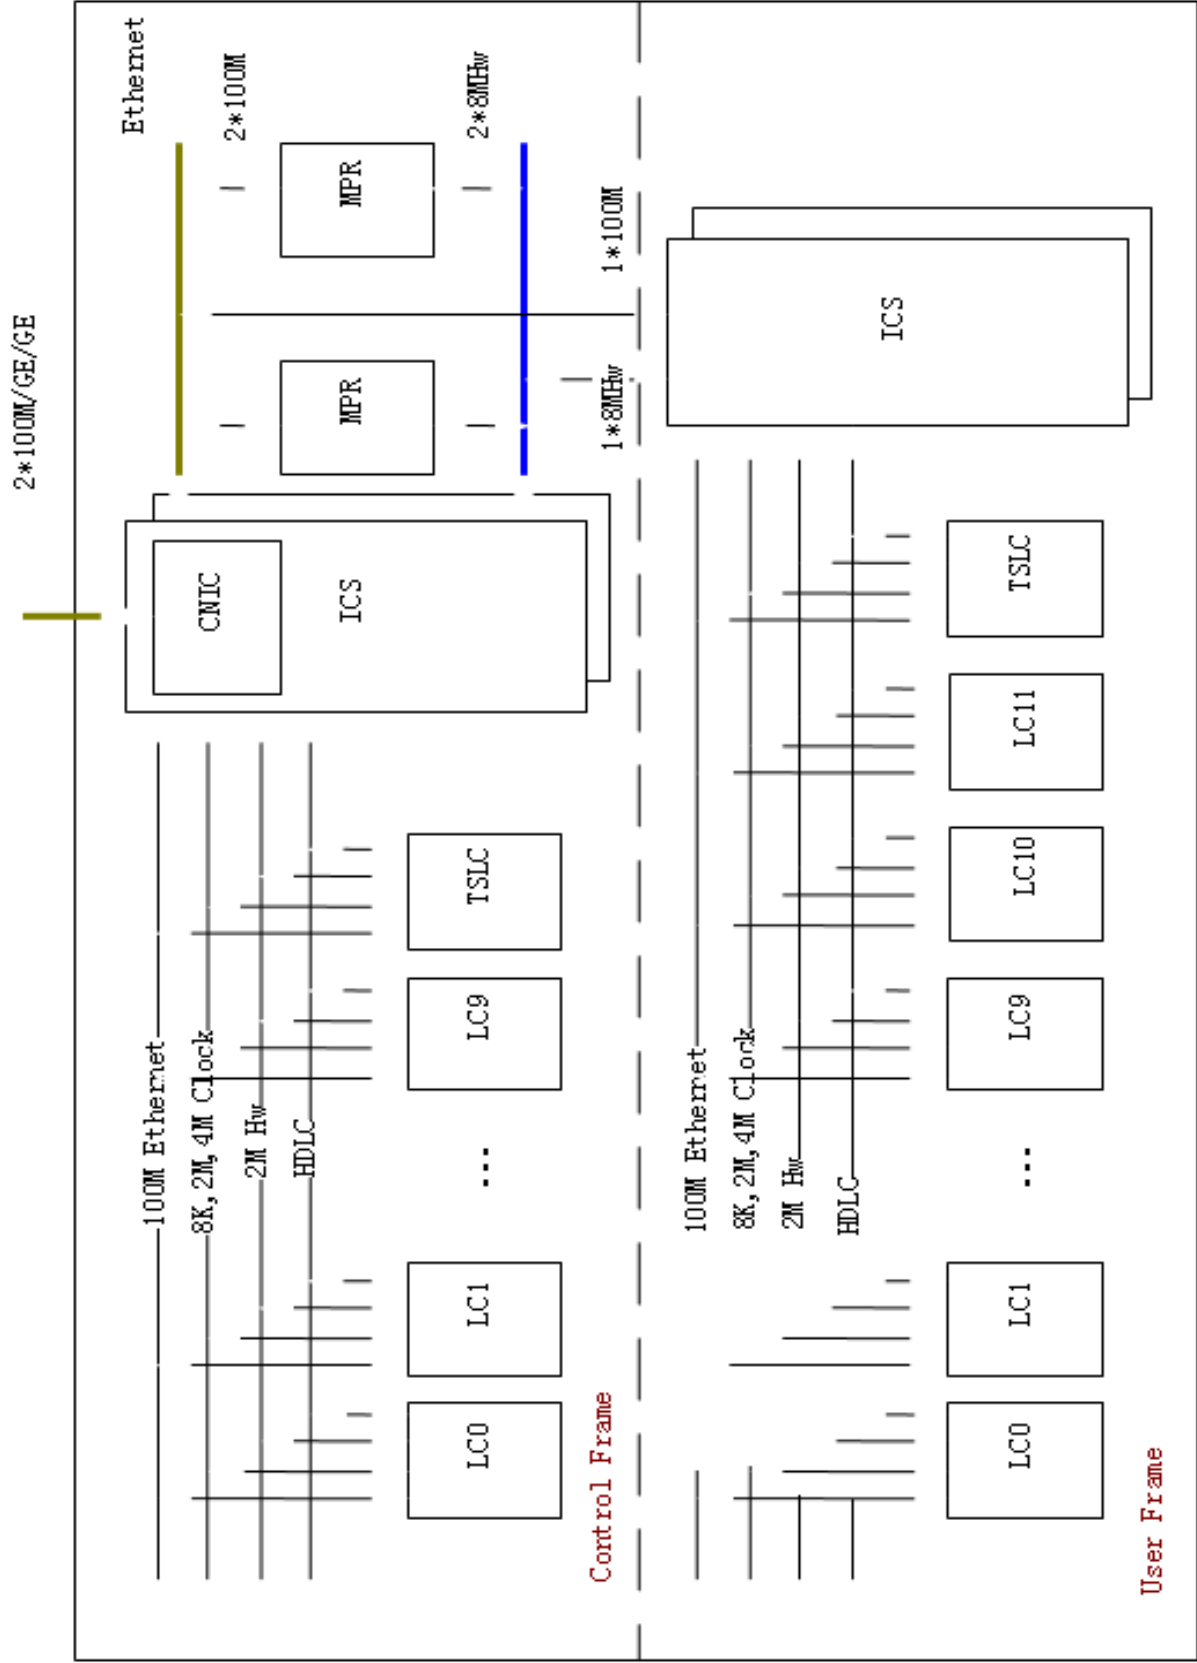 2*100M/GE/GE
Ethernet
2*100M
MPR
MPR
2*8MHw
CNIC
ICS
100M Ethernet
8K,2M,4M Clock
2M Hw
HDLC
LC0
LC1
...
LC9
TSLC
Control Frame
1*8MHw
1*100M
ICS
100M Ethernet
8K,2M,4M Clock
2M Hw
HDLC
LC0
LC1
...
LC9
LC10
LC11
TSLC
User Frame